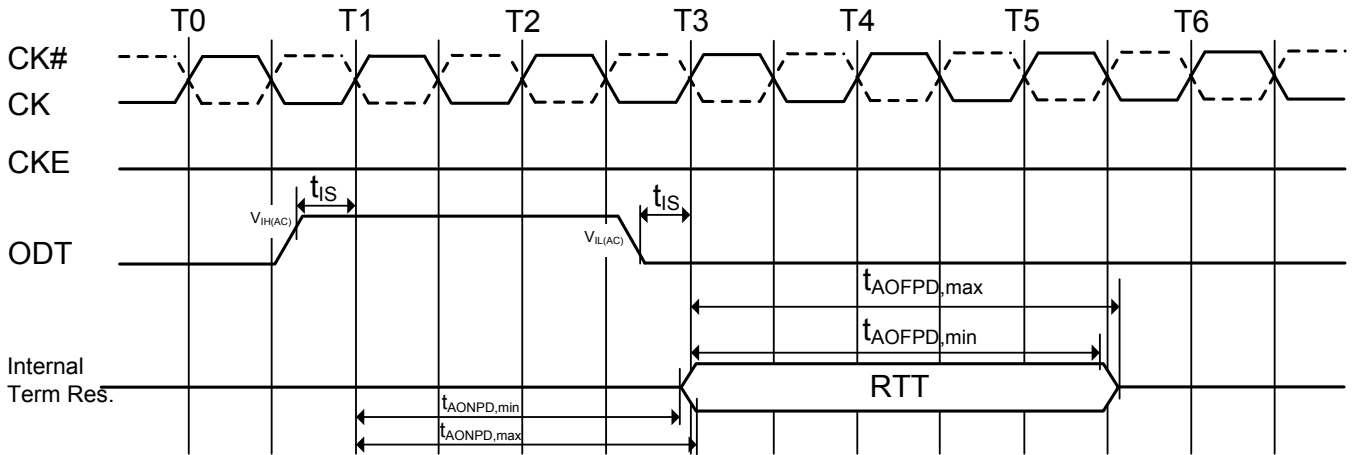 T0 T1 T2 T3 T4 T5 T6
CK#
CK
CKE
tIS
tIS
VIH(AC)
VIL(AC)
ODT
tAOFPD,max
tAOFPD,min
Internal
Term Res.
RTT
tAONPD,min
tAONPD,max